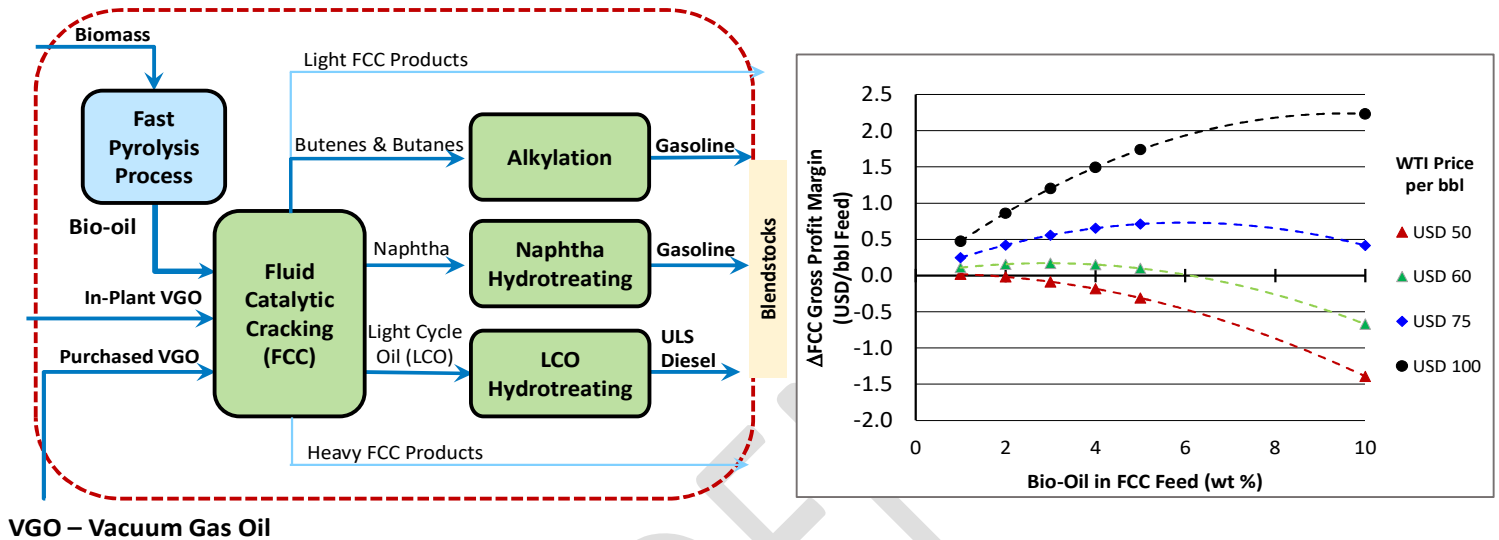 Biomass
Fast
Pyrolysis
Process
Bio-oil
In-Plant VGO
Purchased VGO
Fluid
Catalytic
Cracking
(FCC)
Light FCC Products
Butenes & Butanes
Alkylation
Gasoline
Naphtha
Naphtha
Hydrotreating
Gasoline
Light Cycle
Oil (LCO)
LCO
Hydrotreating
ULS
Diesel
Heavy FCC Products
Blendstocks
VGO – Vacuum Gas Oil
ΔFCC Gross Profit Margin
(USD/bbl Feed)
2.5
2.0
1.5
1.0
0.5
0.0
-0.5
-1.0
-1.5
-2.0
0
2
4
6
8
10
Bio-Oil in FCC Feed (wt %)
WTI Price
per bbl
USD 50
USD 60
USD 75
USD 100